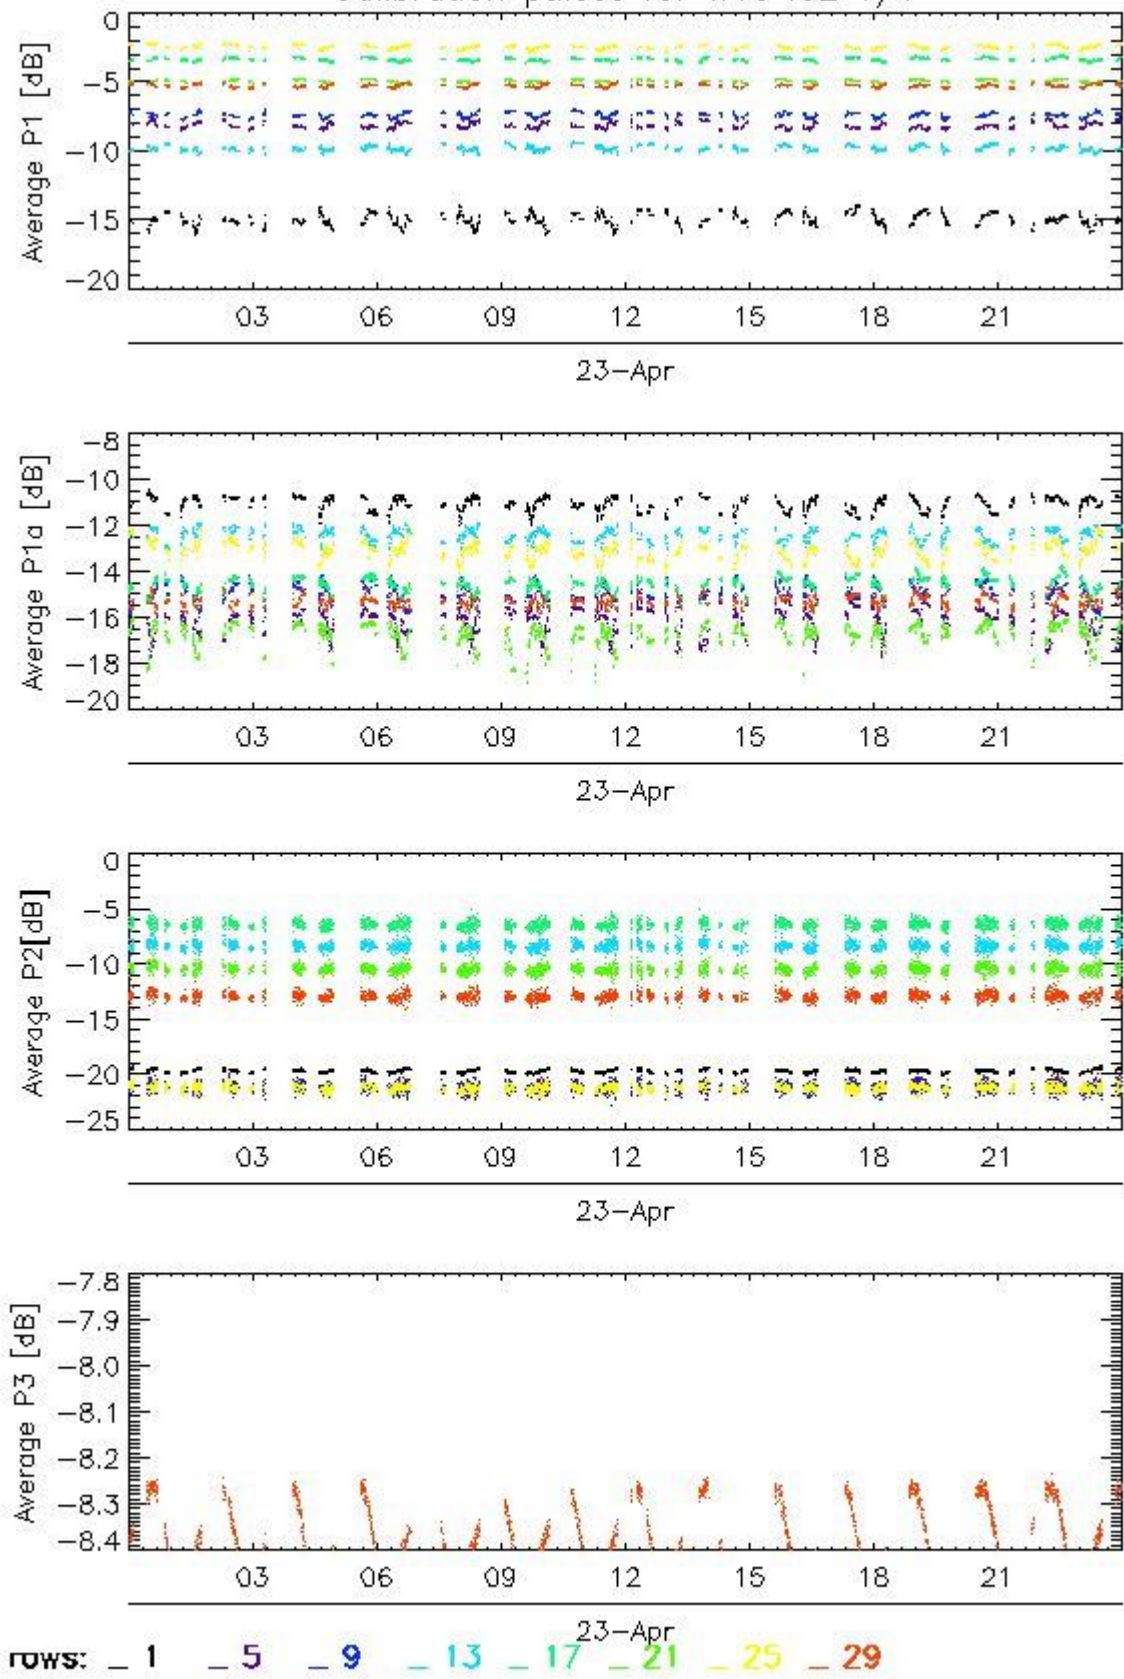 0
Average P1 [dB]
-5
-10
-15
-20
03 06 09 12 15 18 21
23-Apr
-8
Average P1a [dB]
-10
-12
-14
-16
-18
-20
03 06 09 12 15 18 21
23-Apr
0
Average P2[dB]
-5
-10
-15
-20
-25
03 06 09 12 15 18 21
23-Apr
-7.8
Average P3 [dB]
-7.9
-8.0
-8.1
-8.2
-8.3
-8.4
03 06 09 12 15 18 21
23-Apr
rows: _ 1 _ 5 _ 9 _ 13 _ 17 _ 21 _ 25 _ 29